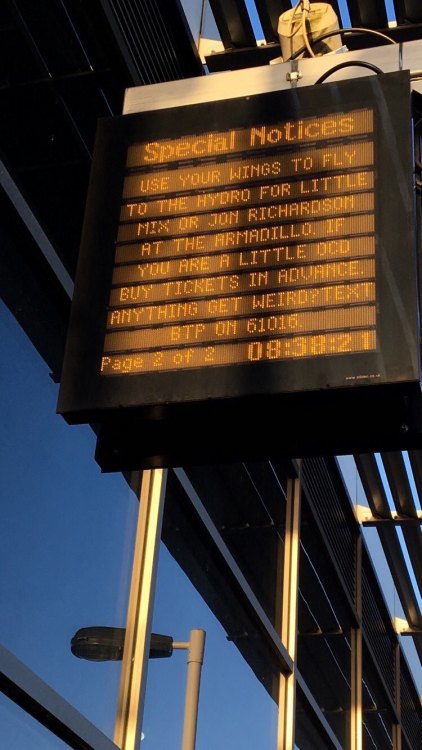 Special Notices
USE YOUR WINGS TO FLY
TO THE HYDRO FOR LITTLE
MIX OR JON RICHARDSON
AT THE ARMADILLO. IF
YOU ARE A LITTLE OCD
BUY TICKETS IN ADVANCE.
ANYTHING GET WEIRD?TEXT
BTP ON 61016.
Page 2 of 2 08:38:21